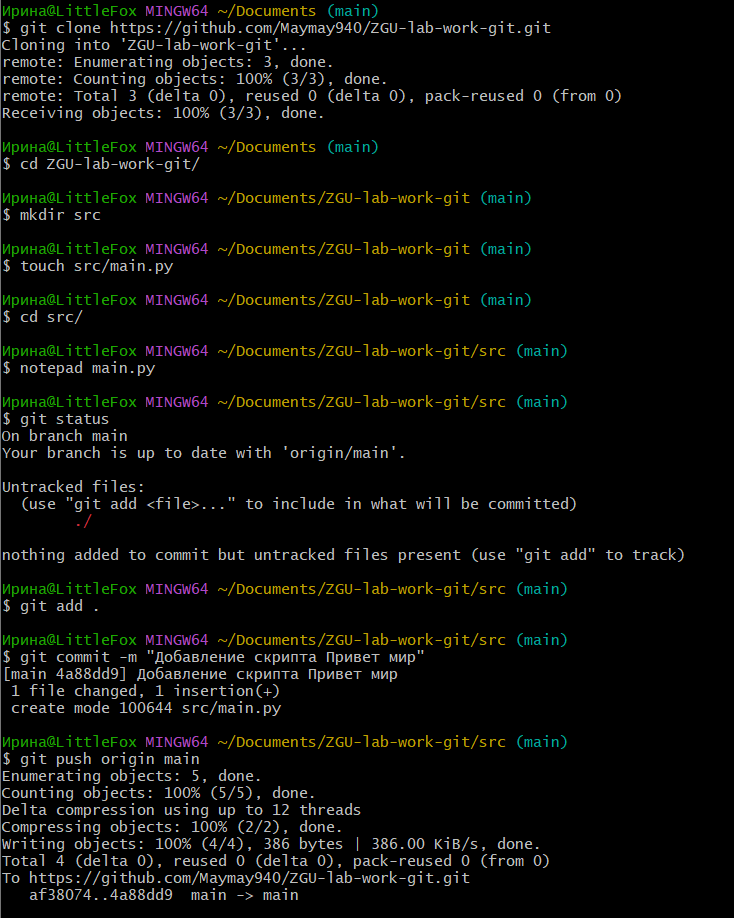 Ирина@LittleFox MINGW64 ~/Documents (main)
$ git clone https://github.com/Maymay940/ZGU-lab-work-git.git
Cloning into 'ZGU-lab-work-git'...
remote: Enumerating objects: 3, done.
remote: Counting objects: 100% (3/3), done.
remote: Total 3 (delta 0), reused 0 (delta 0), pack-reused 0 (from 0)
Receiving objects: 100% (3/3), done.
Ирина@LittleFox MINGW64 ~/Documents (main)
$ cd ZGU-lab-work-git/
Ирина@LittleFox MINGW64 ~/Documents/ZGU-lab-work-git (main)
$ mkdir src
Ирина@LittleFox MINGW64 ~/Documents/ZGU-lab-work-git (main)
$ touch src/main.py
Ирина@LittleFox MINGW64 ~/Documents/ZGU-lab-work-git (main)
$ cd src/
Ирина@LittleFox MINGW64 ~/Documents/ZGU-lab-work-git/src (main)
$ notepad main.py
Ирина@LittleFox MINGW64 ~/Documents/ZGU-lab-work-git/src (main)
$ git status
On branch main
Your branch is up to date with 'origin/main'.
Untracked files:
(use "git add <file>..." to include in what will be committed)
./
nothing added to commit but untracked files present (use "git add" to track)
Ирина@LittleFox MINGW64 ~/Documents/ZGU-lab-work-git/src (main)
$ git add .
Ирина@LittleFox MINGW64 ~/Documents/ZGU-lab-work-git/src (main)
$ git commit -m "Добавление скрипта Привет мир"
[main 4a88dd9] Добавление скрипта Привет мир
1 file changed, 1 insertion(+)
create mode 100644 src/main.py
Ирина@LittleFox MINGW64 ~/Documents/ZGU-lab-work-git/src (main)
$ git push origin main
Enumerating objects: 5, done.
Counting objects: 100% (5/5), done.
Delta compression using up to 12 threads
Compressing objects: 100% (2/2), done.
Writing objects: 100% (4/4), 386 bytes | 386.00 KiB/s, done.
Total 4 (delta 0), reused 0 (delta 0), pack-reused 0 (from 0)
To https://github.com/Maymay940/ZGU-lab-work-git.git
af38074..4a88dd9  main -> main